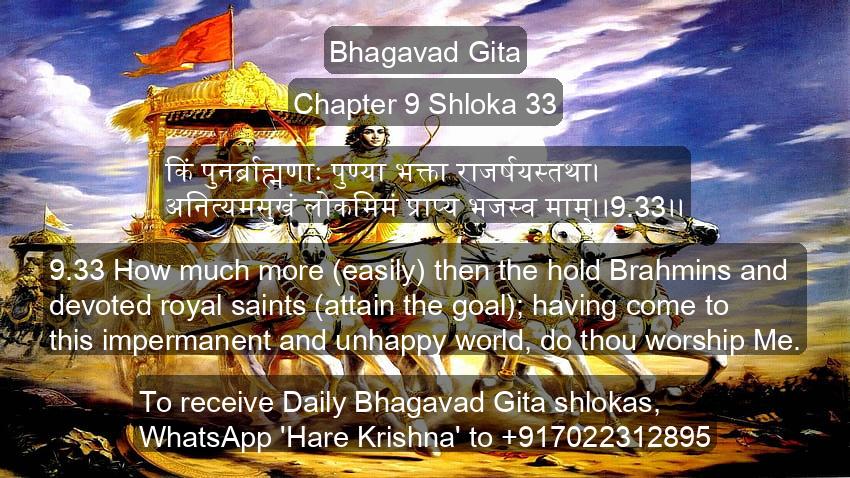 Bhagavad Gita
Chapter 9 Shloka 33
किं पुनर्ब्राह्मणाः पुण्या भक्ता राजर्षयस्तथा।
अनित्यमसुखं लोकमिमं प्राप्य भजस्व माम्।।9.33।।
9.33 How much more (easily) then the hold Brahmins and
devoted royal saints (attain the goal); having come to
this impermanent and unhappy world, do thou worship Me.
To receive Daily Bhagavad Gita shlokas,
WhatsApp 'Hare Krishna' to +917022312895